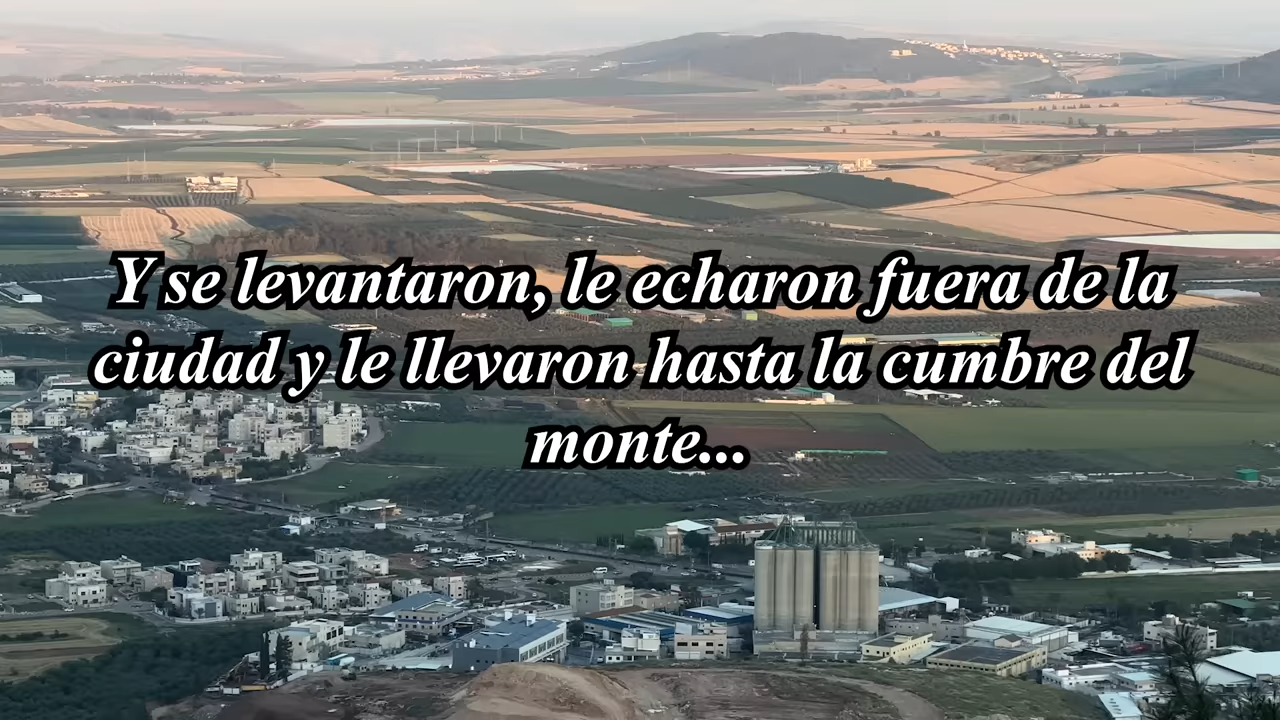 Y se levantaron, le echaron fuera de la
ciudad y le llevaron hasta la cumbre del
monte...